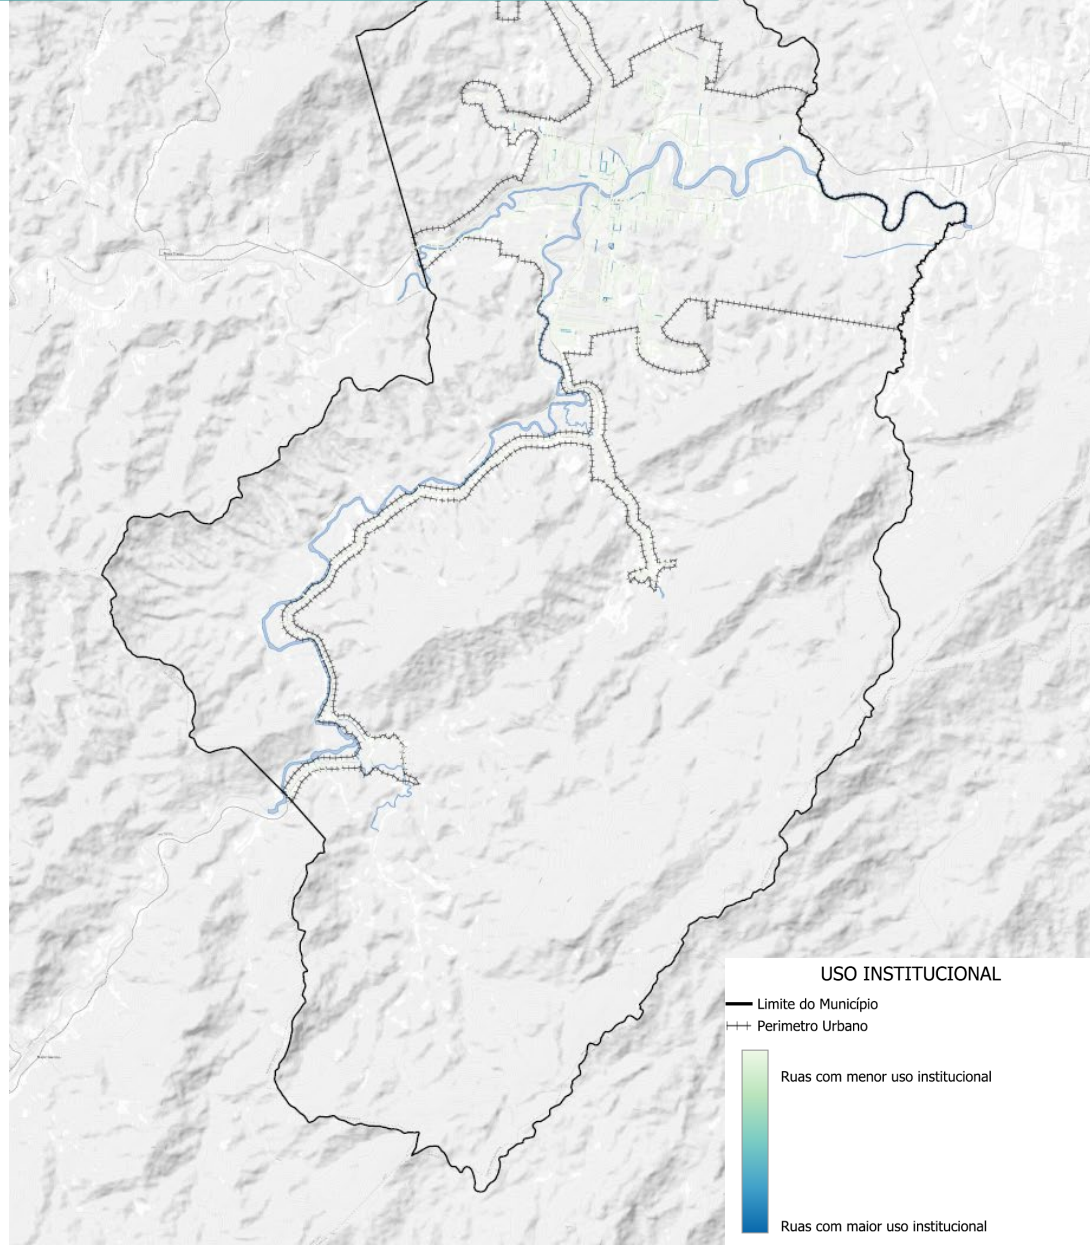 USO INSTITUCIONAL
Limite do Município
Perimetro Urbano
Ruas com menor uso institucional
Ruas com maior uso institucional